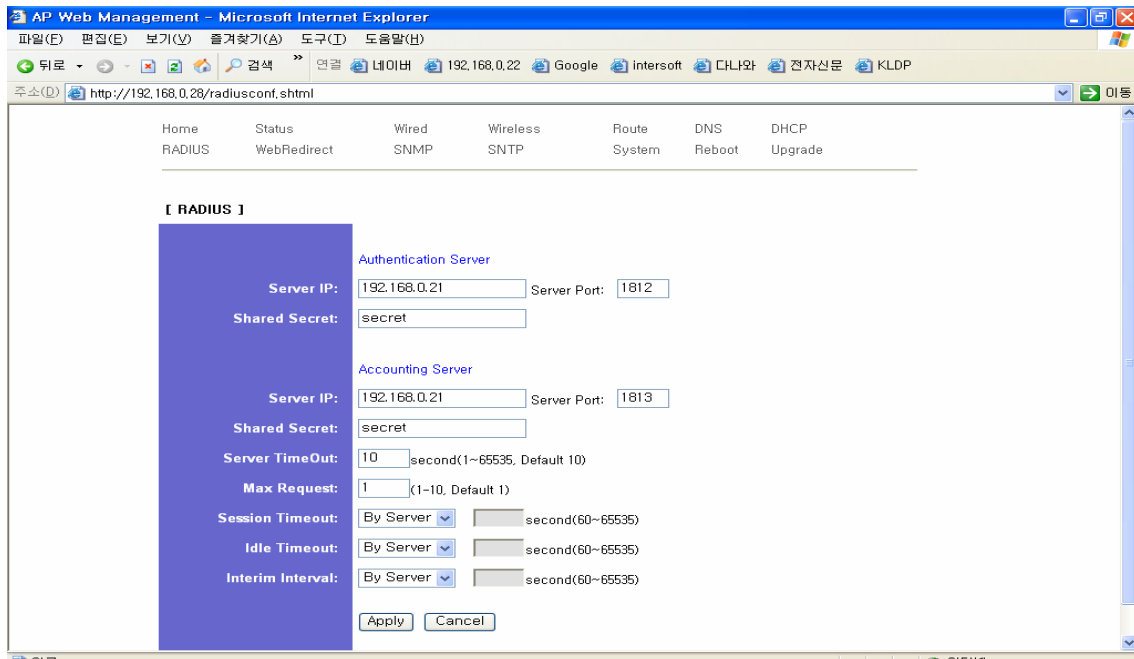 AP Web Management - Microsoft Internet Explorer
파일(F) 편집(E) 보기(V) 즐겨찾기(A) 도구(T) 도움말(H)
뒤로 검색 » 연결 네이버 192,168,0,22 Google intersoft 다나와 전자신문 KLDP
주소(D) http://192,168,0,28/radiusconf,shtml 이동
Home Status Wired Wireless Route DNS DHCP
RADIUS WebRedirect SNMP SNTP System Reboot Upgrade
[ RADIUS ]
Authentication Server
Server IP: 192.168.0.21 Server Port: 1812
Shared Secret: secret
Accounting Server
Server IP: 192.168.0.21 Server Port: 1813
Shared Secret: secret
Server TimeOut: 10 second(1~65535, Default 10)
Max Request: 1 (1-10, Default 1)
Session Timeout: By Server second(60~65535)
Idle Timeout: By Server second(60~65535)
Interim Interval: By Server second(60~65535)
Apply Cancel